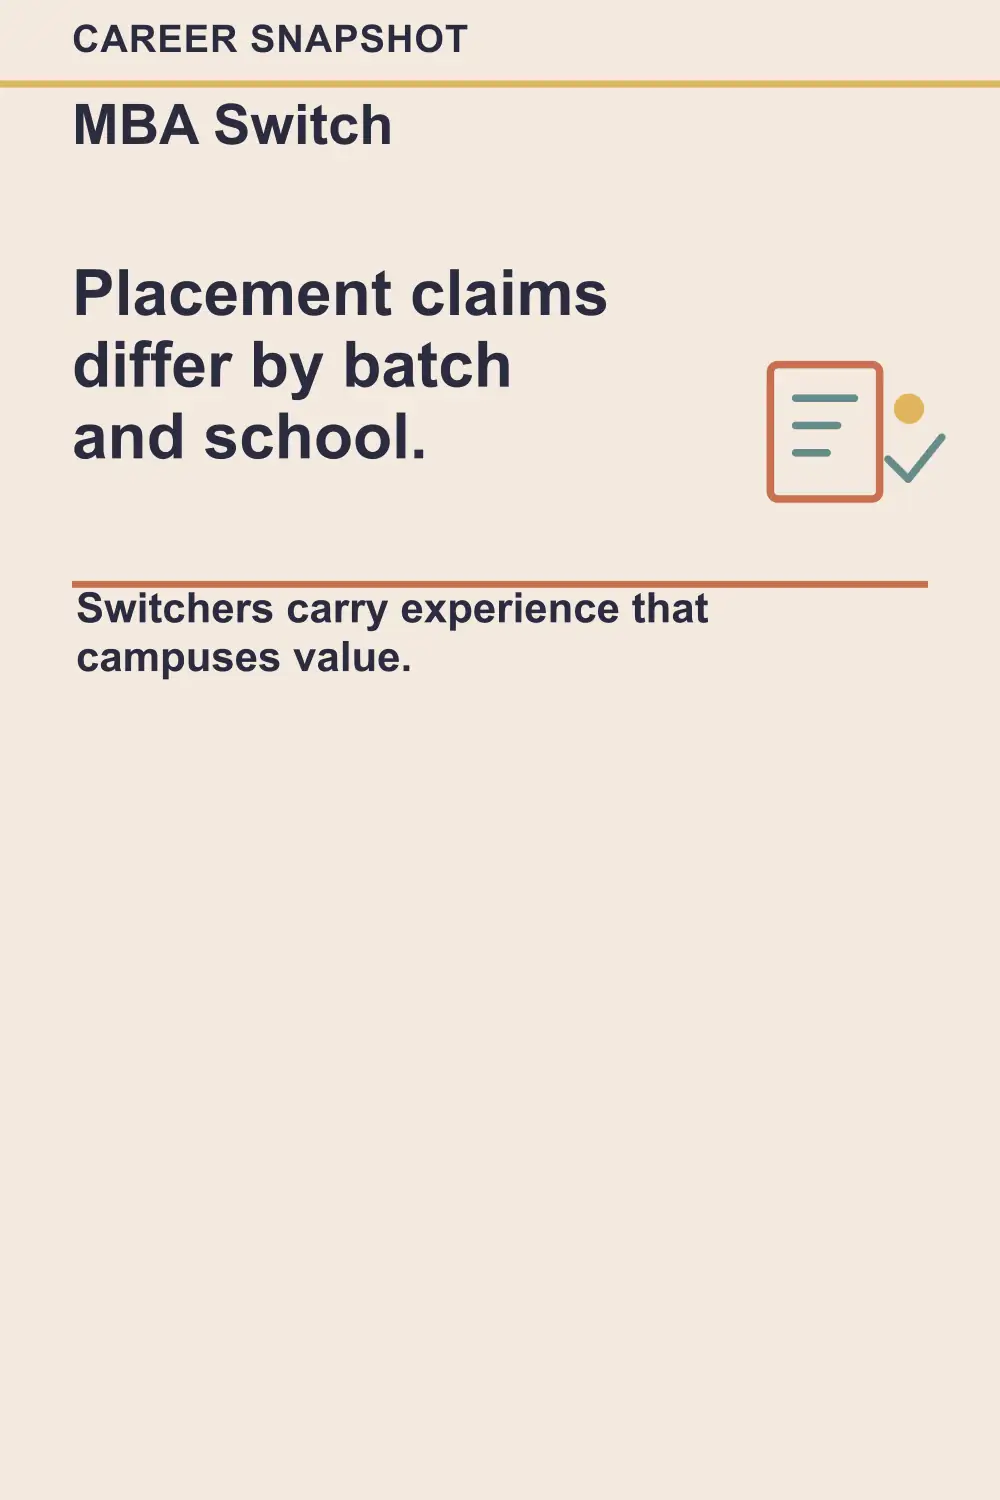 CAREER SNAPSHOT
MBA Switch
Placement claims
differ by batch
and school.
Switchers carry experience that
campuses value.